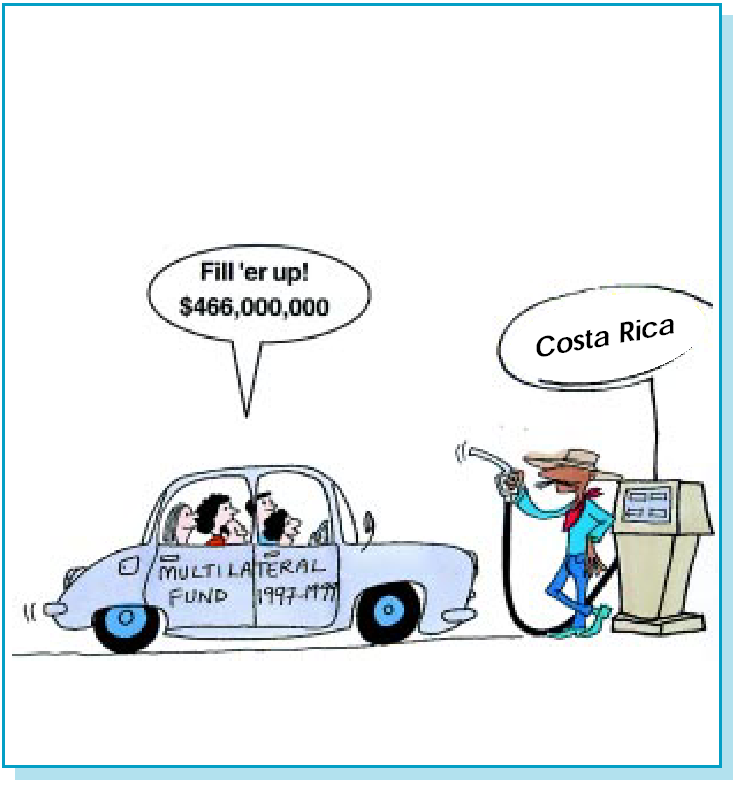 Fill 'er up!
$466,000,000
Costa Rica
MULTILATERAL
FUND 1997-1999